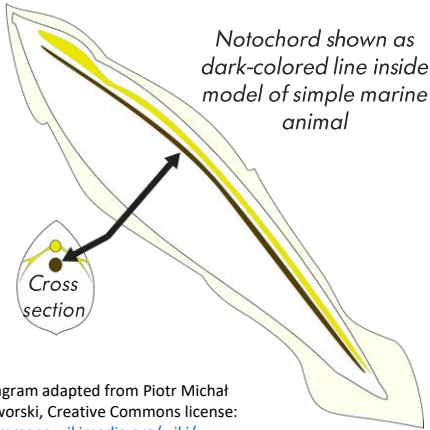 Notochord shown as
dark-colored line inside
model of simple marine
animal
Cross
section
agram adapted from Piotr Michał
worski, Creative Commons license: